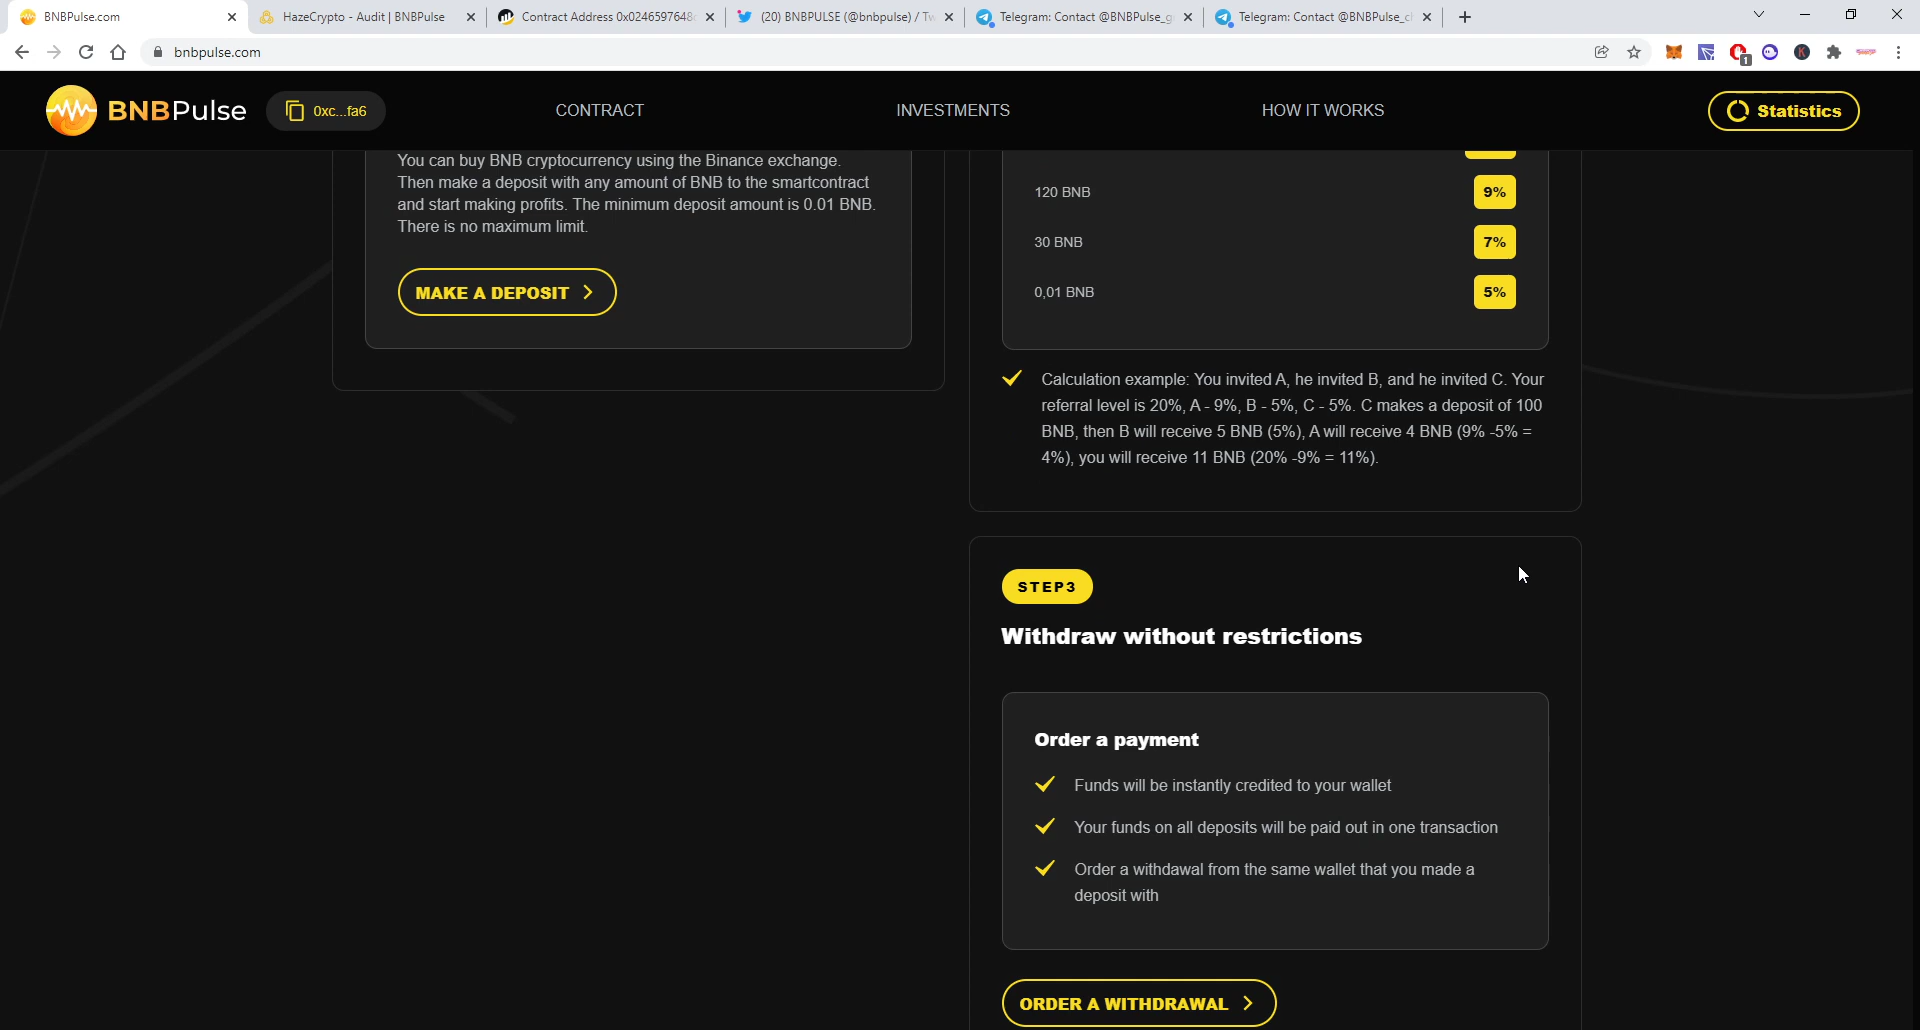 BNBPulse.com
HazeCrypto - Audit | BNBPulse
Contract Address 0x0246597648
(20) BNBPULSE (@bnbpulse) / Tw
Telegram: Contact @BNBPulse_g
Telegram: Contact @BNBPulse_c
bnbpulse.com
1
K
BNBPulse
0xc...fa6
CONTRACT
INVESTMENTS
HOW IT WORKS
Statistics
You can buy BNB cryptocurrency using the Binance exchange.
Then make a deposit with any amount of BNB to the smartcontract
and start making profits. The minimum deposit amount is 0.01 BNB.
There is no maximum limit.
MAKE A DEPOSIT
120 BNB
9%
30 BNB
7%
0,01 BNB
5%
Calculation example: You invited A, he invited B, and he invited C. Your
referral level is 20%, A - 9%, B - 5%, C - 5%. C makes a deposit of 100
BNB, then B will receive 5 BNB (5%), A will receive 4 BNB (9% -5% =
4%), you will receive 11 BNB (20% -9% = 11%).
STEP3
Withdraw without restrictions
Order a payment
Funds will be instantly credited to your wallet
Your funds on all deposits will be paid out in one transaction
Order a withdawal from the same wallet that you made a
deposit with
ORDER A WITHDRAWAL